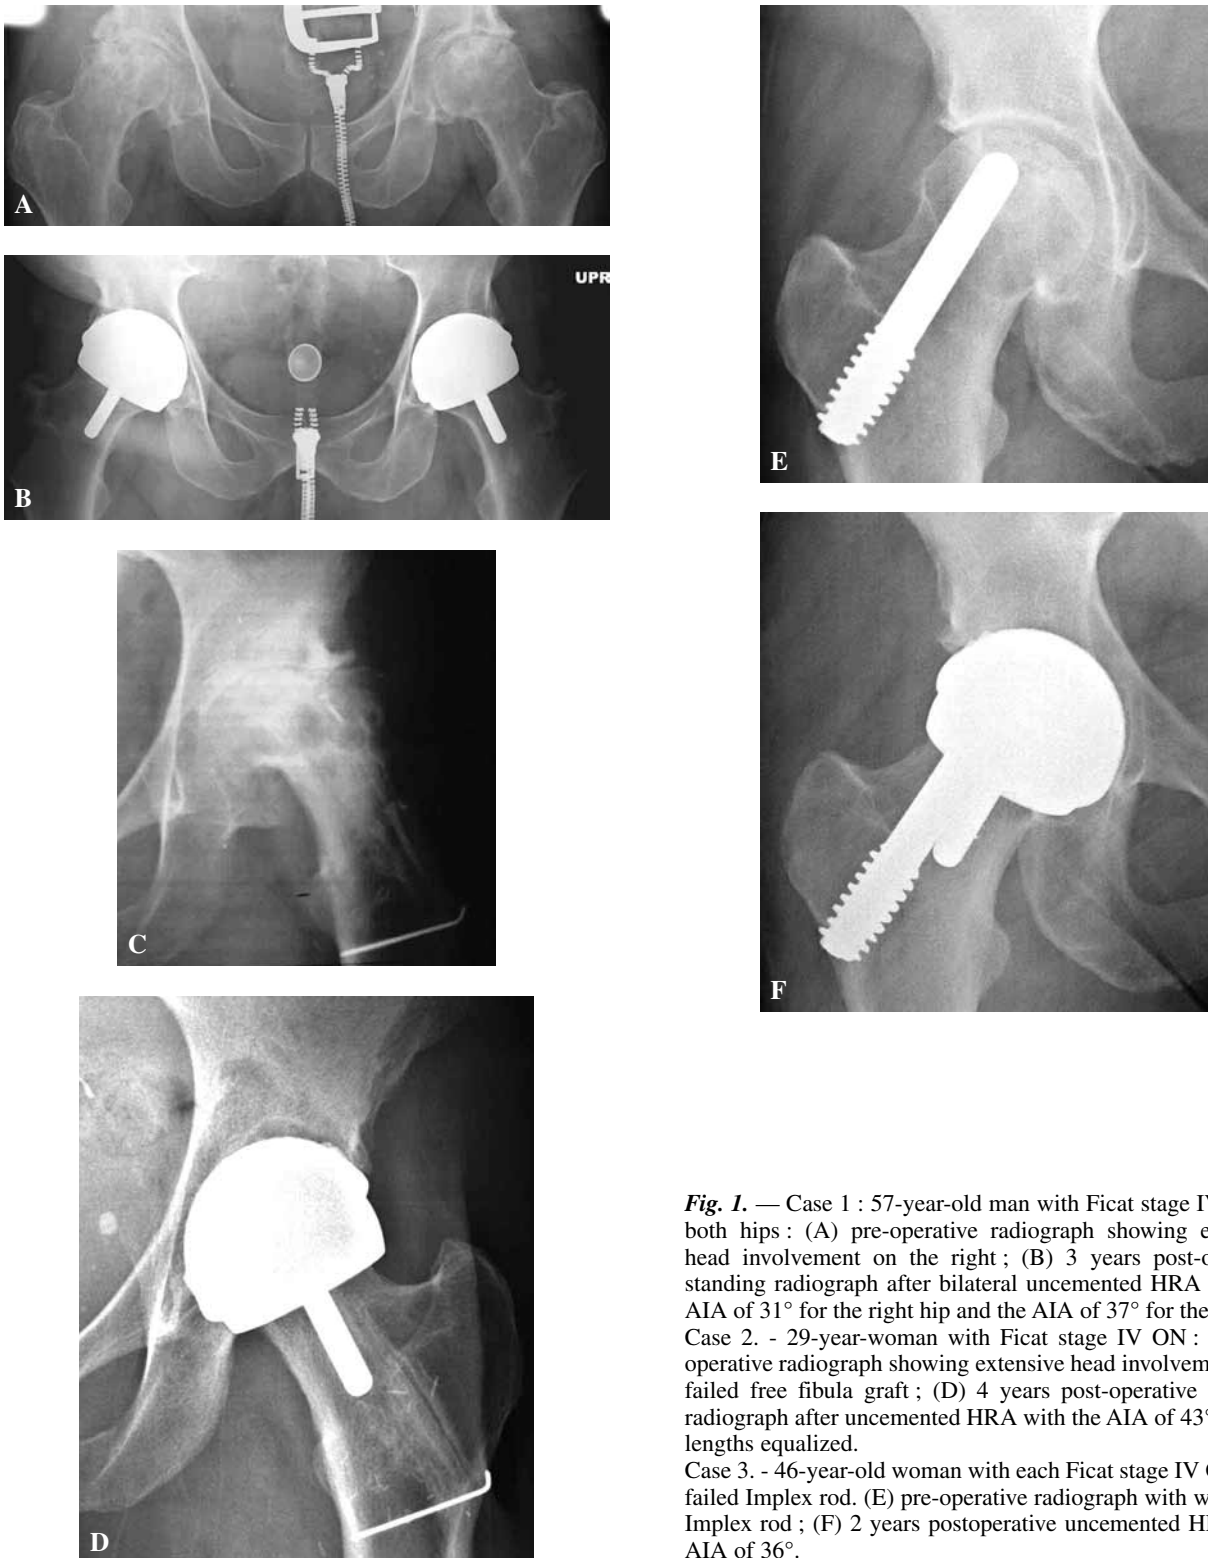 A
UPR
B
C
D
E
F
Fig. 1. — Case 1 : 57-year-old man with Ficat stage IV
both hips : (A) pre-operative radiograph showing e
head involvement on the right ; (B) 3 years post-o
standing radiograph after bilateral uncemented HRA
AIA of 31° for the right hip and the AIA of 37° for the
Case 2. - 29-year-woman with Ficat stage IV ON :
operative radiograph showing extensive head involvem
failed free fibula graft ; (D) 4 years post-operative
radiograph after uncemented HRA with the AIA of 43°
lengths equalized.
Case 3. - 46-year-old woman with each Ficat stage IV O
failed Implex rod. (E) pre-operative radiograph with w
Implex rod ; (F) 2 years postoperative uncemented H
AIA of 36°.